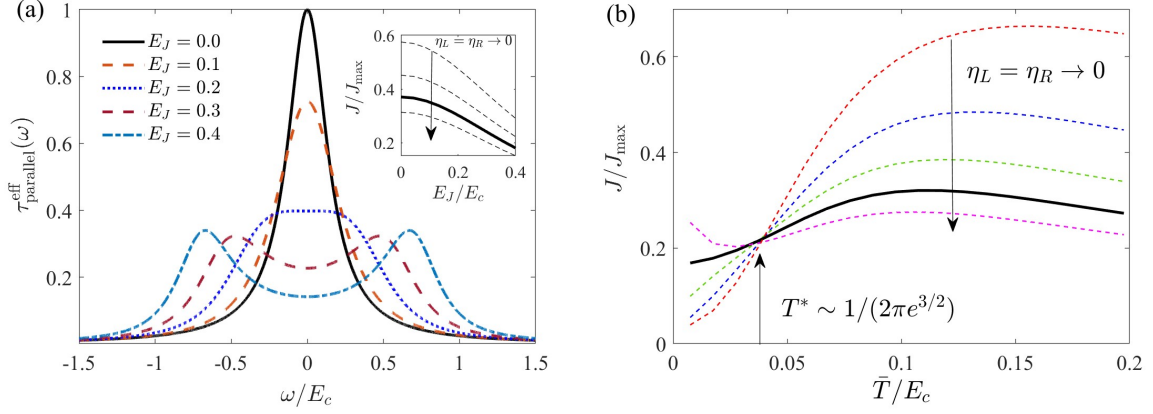 (a)
1
0.8
0.6
0.4
0.2
τ^eff_parallel(ω)
E_J = 0.0
E_J = 0.1
E_J = 0.2
E_J = 0.3
E_J = 0.4
-1.5 -1 -0.5 0 0.5 1 1.5
ω/E_c
0.6
0.4
0.2
J/J_max
η_L = η_R → 0
0 0.2 0.4
E_J/E_c
(b)
0.6
0.4
0.2
0
J/J_max
η_L = η_R → 0
T* ∼ 1/(2πe^{3/2})
0 0.05 0.1 0.15 0.2
T̄/E_c